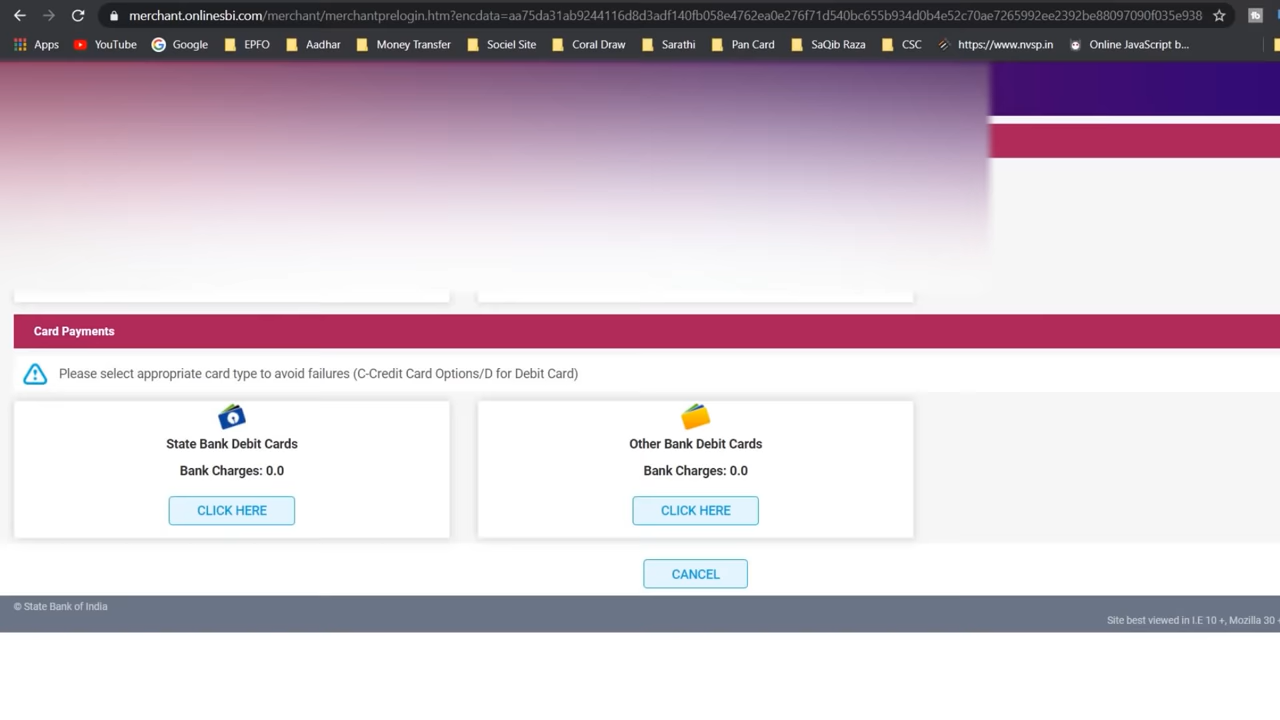 merchant.onlinesbi.com/merchant/merchantprelogin.htm?encdata=aa75da31ab9244116d8d3adf140fb058e4762ea0e276f71d540bc655b934d0b4e52c70ae7265992ee2392be88097090f035e938
Apps YouTube Google EPFO Aadhar Money Transfer Sociel Site Coral Draw Sarathi Pan Card SaQib Raza CSC https://www.nvsp.in Online JavaScript b...
Card Payments
Please select appropriate card type to avoid failures (C-Credit Card Options/D for Debit Card)
State Bank Debit Cards
Bank Charges: 0.0
CLICK HERE
Other Bank Debit Cards
Bank Charges: 0.0
CLICK HERE
CANCEL
© State Bank of India
Site best viewed in I.E 10 +, Mozilla 30 +